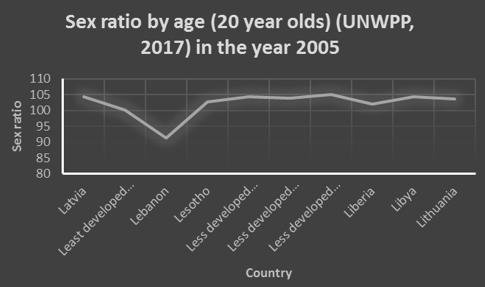 Sex ratio by age (20 year olds) (UNWPP,
2017) in the year 2005
110
105
100
95
90
85
80
Sex ratio
Latvia
Least developed...
Lebanon
Lesotho
Less developed...
Less developed...
Less developed...
Liberia
Libya
Lithuania
Country